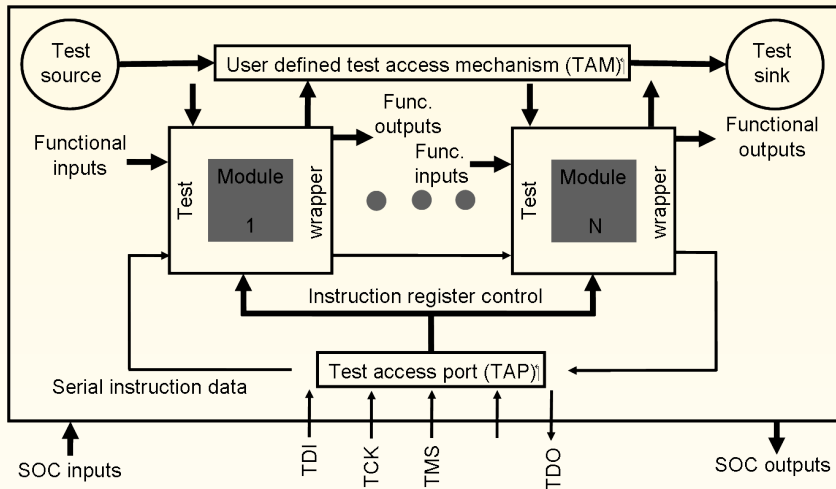 Test
source
User defined test access mechanism (TAM)
Test
sink
Functional
inputs
Func.
outputs
Func.
inputs
Functional
outputs
Test
Module
1
wrapper
Test
Module
N
wrapper
Instruction register control
Test access port (TAP)
Serial instruction data
TDI
TCK
TMS
TDO
SOC inputs
SOC outputs